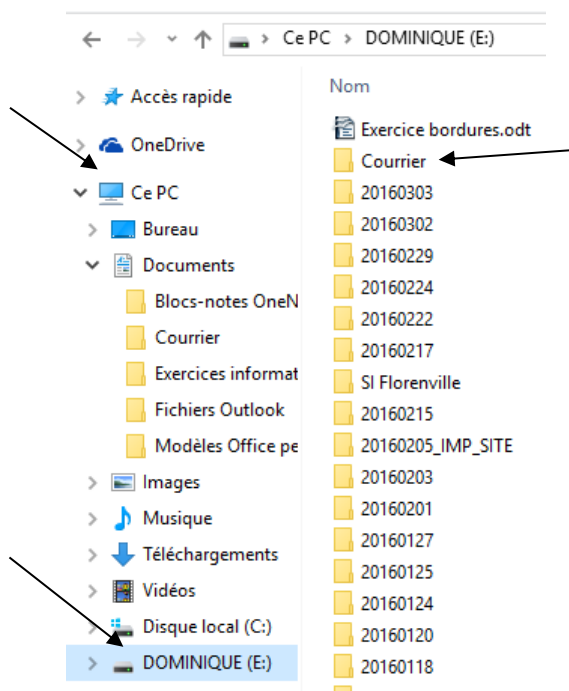 Ce PC > DOMINIQUE (E:)
Accès rapide
OneDrive
Ce PC
Bureau
Documents
Blocs-notes OneN
Courrier
Exercices informat
Fichiers Outlook
Modèles Office pe
Images
Musique
Téléchargements
Vidéos
Disque local (C:)
DOMINIQUE (E:)
Nom
Exercice bordures.odt
Courrier
20160303
20160302
20160229
20160224
20160222
20160217
SI Florenville
20160215
20160205_IMP_SITE
20160203
20160201
20160127
20160125
20160124
20160120
20160118